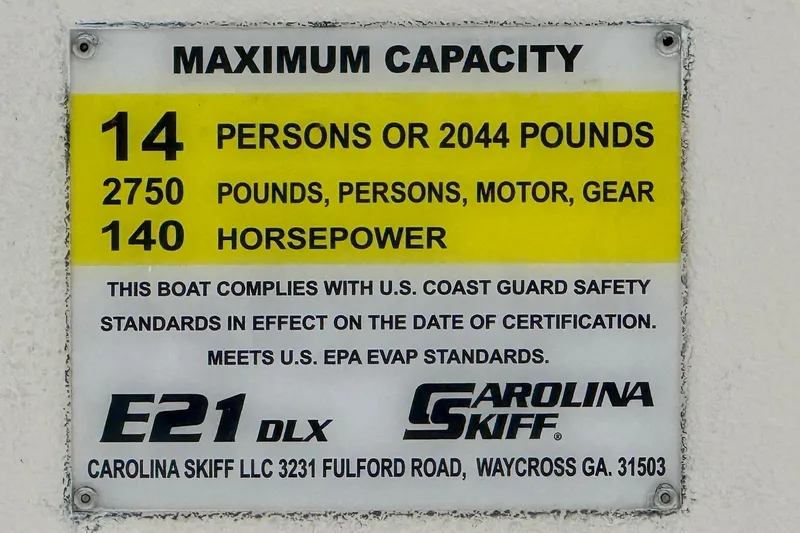 MAXIMUM CAPACITY
14 PERSONS OR 2044 POUNDS
2750 POUNDS, PERSONS, MOTOR, GEAR
140 HORSEPOWER
THIS BOAT COMPLIES WITH U.S. COAST GUARD SAFETY
STANDARDS IN EFFECT ON THE DATE OF CERTIFICATION.
MEETS U.S. EPA EVAP STANDARDS.
E21 DLX
CAROLINA
SKIFF®
CAROLINA SKIFF LLC 3231 FULFORD ROAD, WAYCROSS GA. 31503